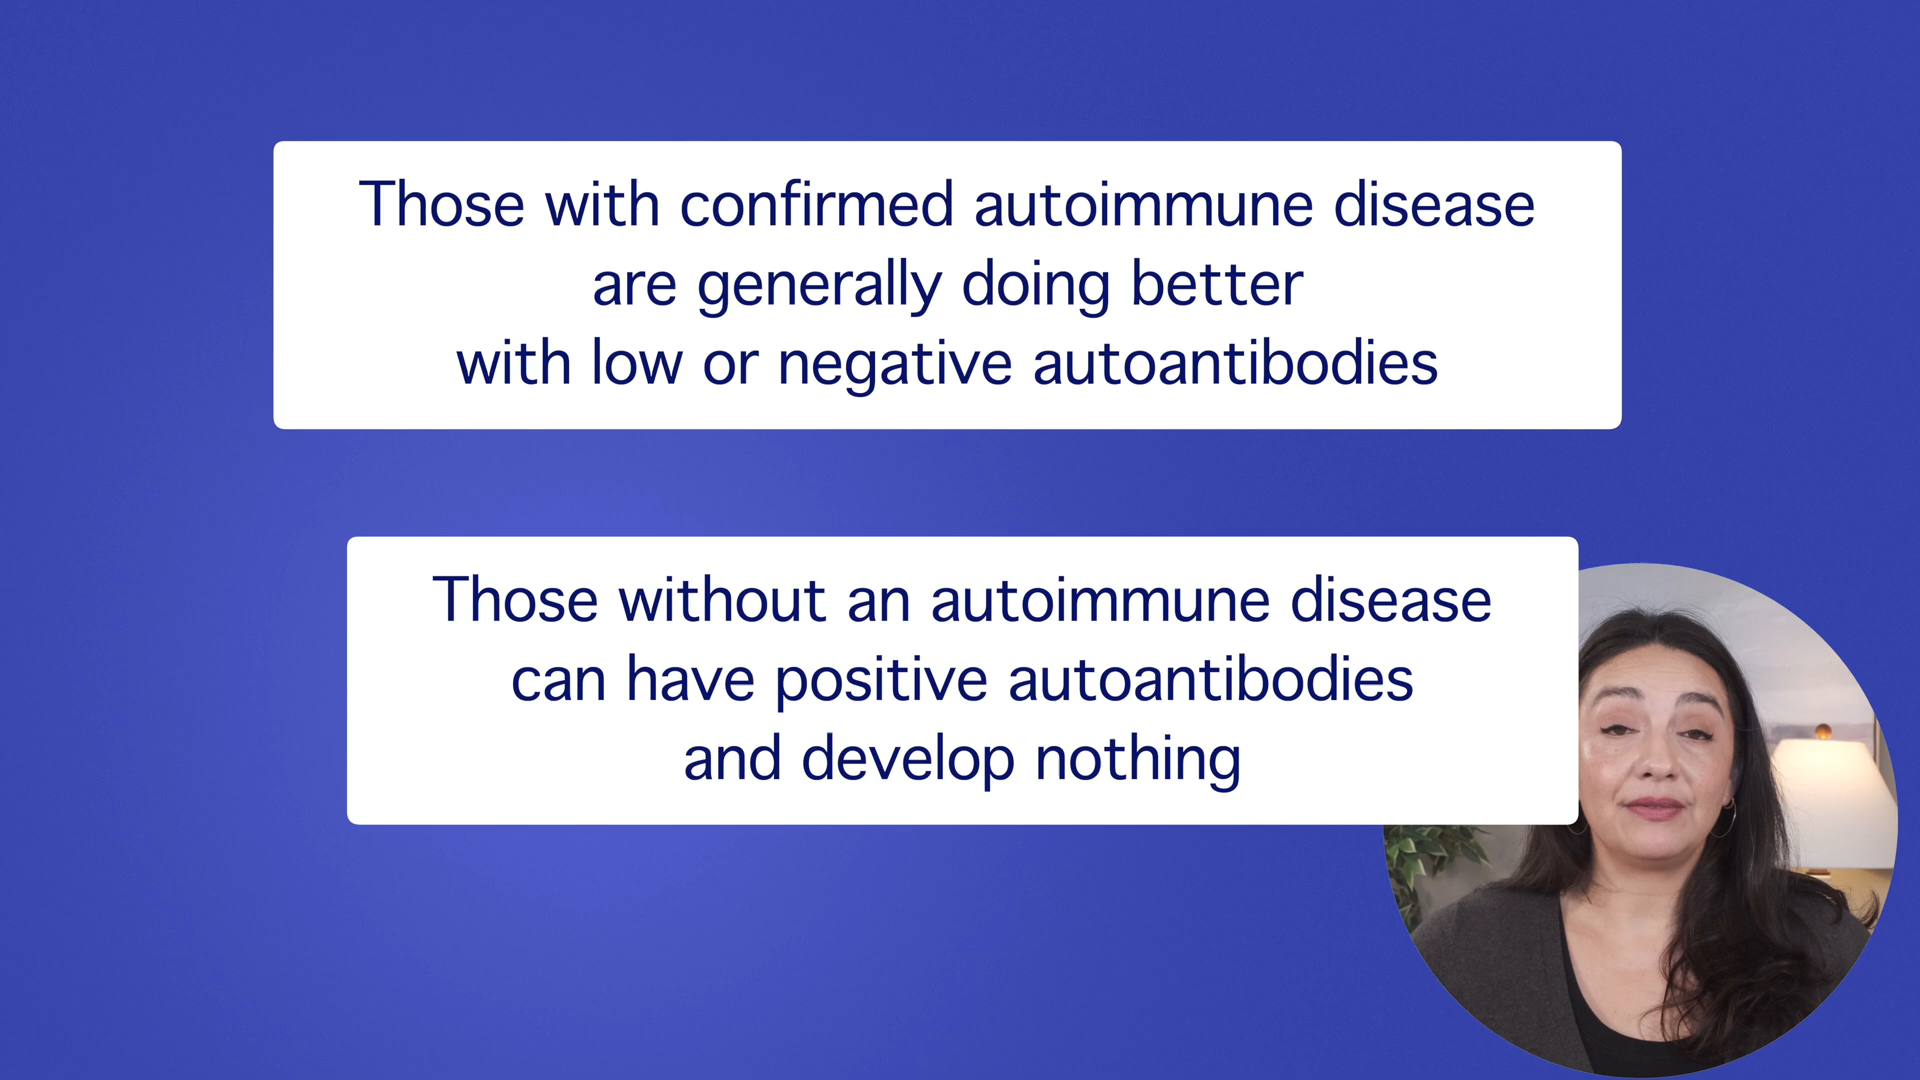 Those with confirmed autoimmune disease
are generally doing better
with low or negative autoantibodies
Those without an autoimmune disease
can have positive autoantibodies
and develop nothing